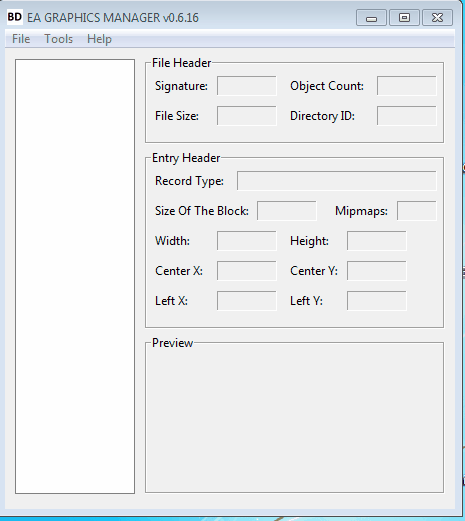 BD EA GRAPHICS MANAGER v0.6.16
File Tools Help
File Header
Signature: Object Count:
File Size: Directory ID:
Entry Header
Record Type:
Size Of The Block: Mipmaps:
Width: Height:
Center X: Center Y:
Left X: Left Y:
Preview